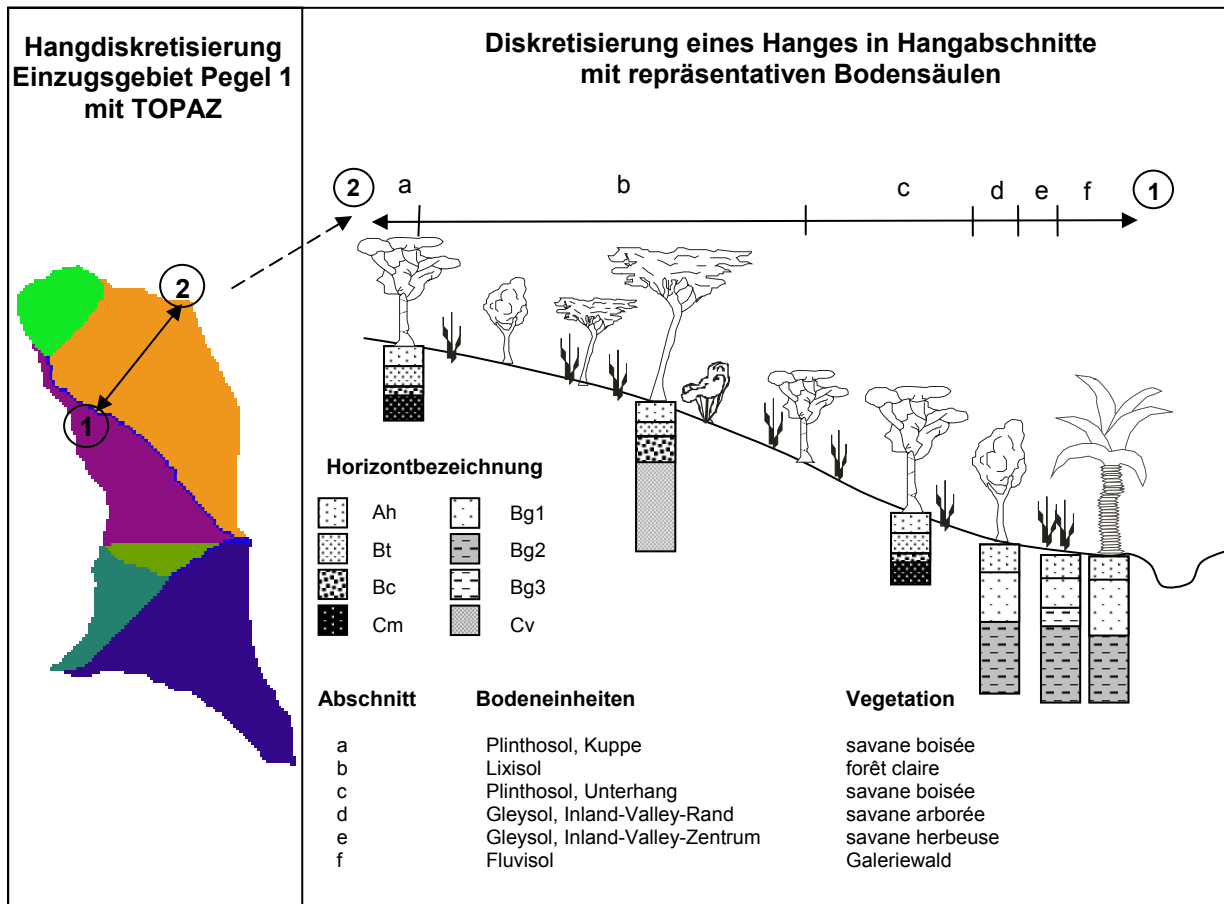 Hangdiskretisierung
Einzugsgebiet Pegel 1
mit TOPAZ
2
1
Diskretisierung eines Hanges in Hangabschnitte
mit repräsentativen Bodensäulen
2 a b c d e f 1
Horizontbezeichnung
Ah Bg1
Bt Bg2
Bc Bg3
Cm Cv
Abschnitt Bodeneinheiten Vegetation
a Plinthosol, Kuppe savane boisée
b Lixisol forêt claire
c Plinthosol, Unterhang savane boisée
d Gleysol, Inland-Valley-Rand savane arborée
e Gleysol, Inland-Valley-Zentrum savane herbeuse
f Fluvisol Galeriewald